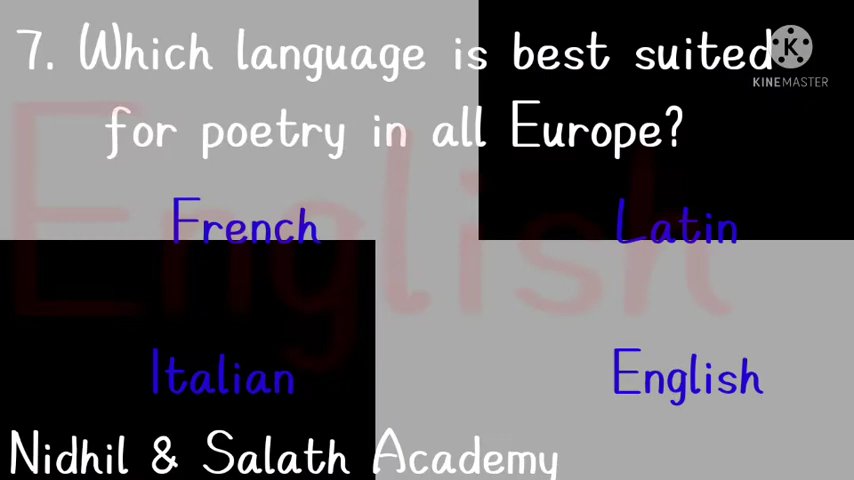 7. Which language is best suited
KINEMASTER
for poetry in all Europe?
English
French
Latin
Italian
English
Nidhil & Salath Academy